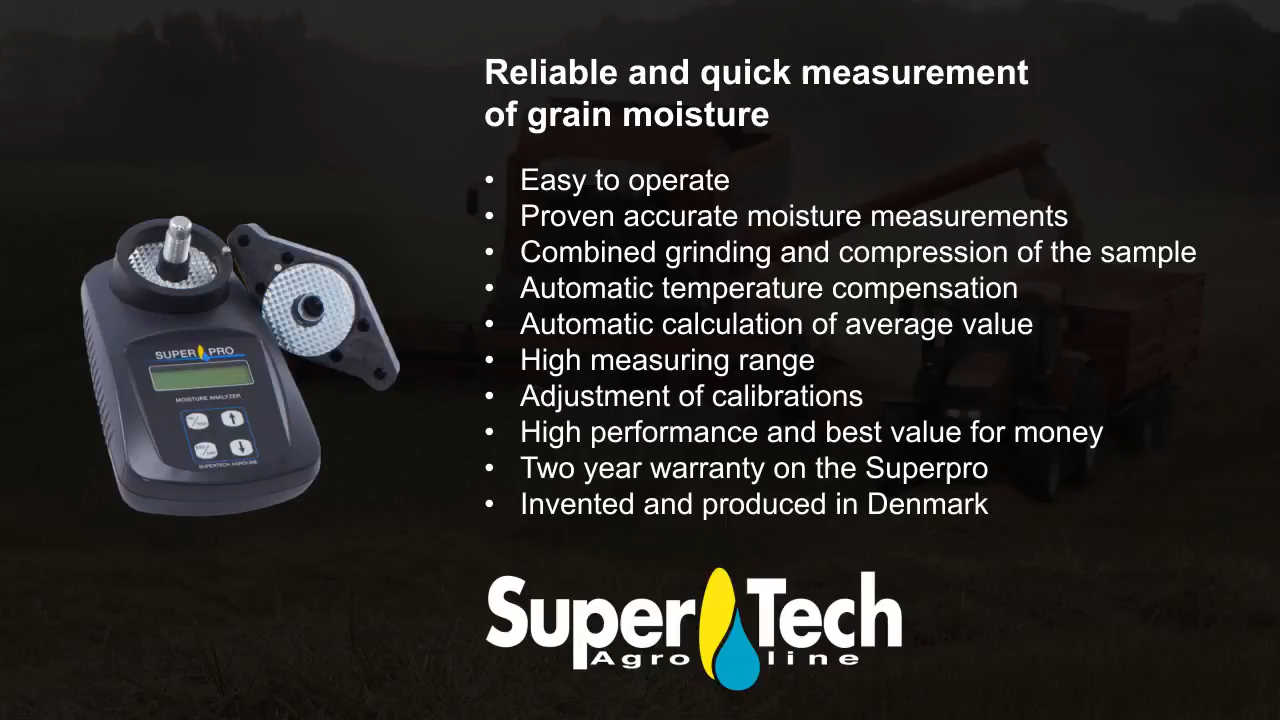 Reliable and quick measurement
of grain moisture
• Easy to operate
• Proven accurate moisture measurements
• Combined grinding and compression of the sample
• Automatic temperature compensation
• Automatic calculation of average value
• High measuring range
• Adjustment of calibrations
• High performance and best value for money
• Two year warranty on the Superpro
• Invented and produced in Denmark
SUPER PRO
MOISTURE ANALYZER
SUPERTECH AGROLINE
SuperTech
Agroline